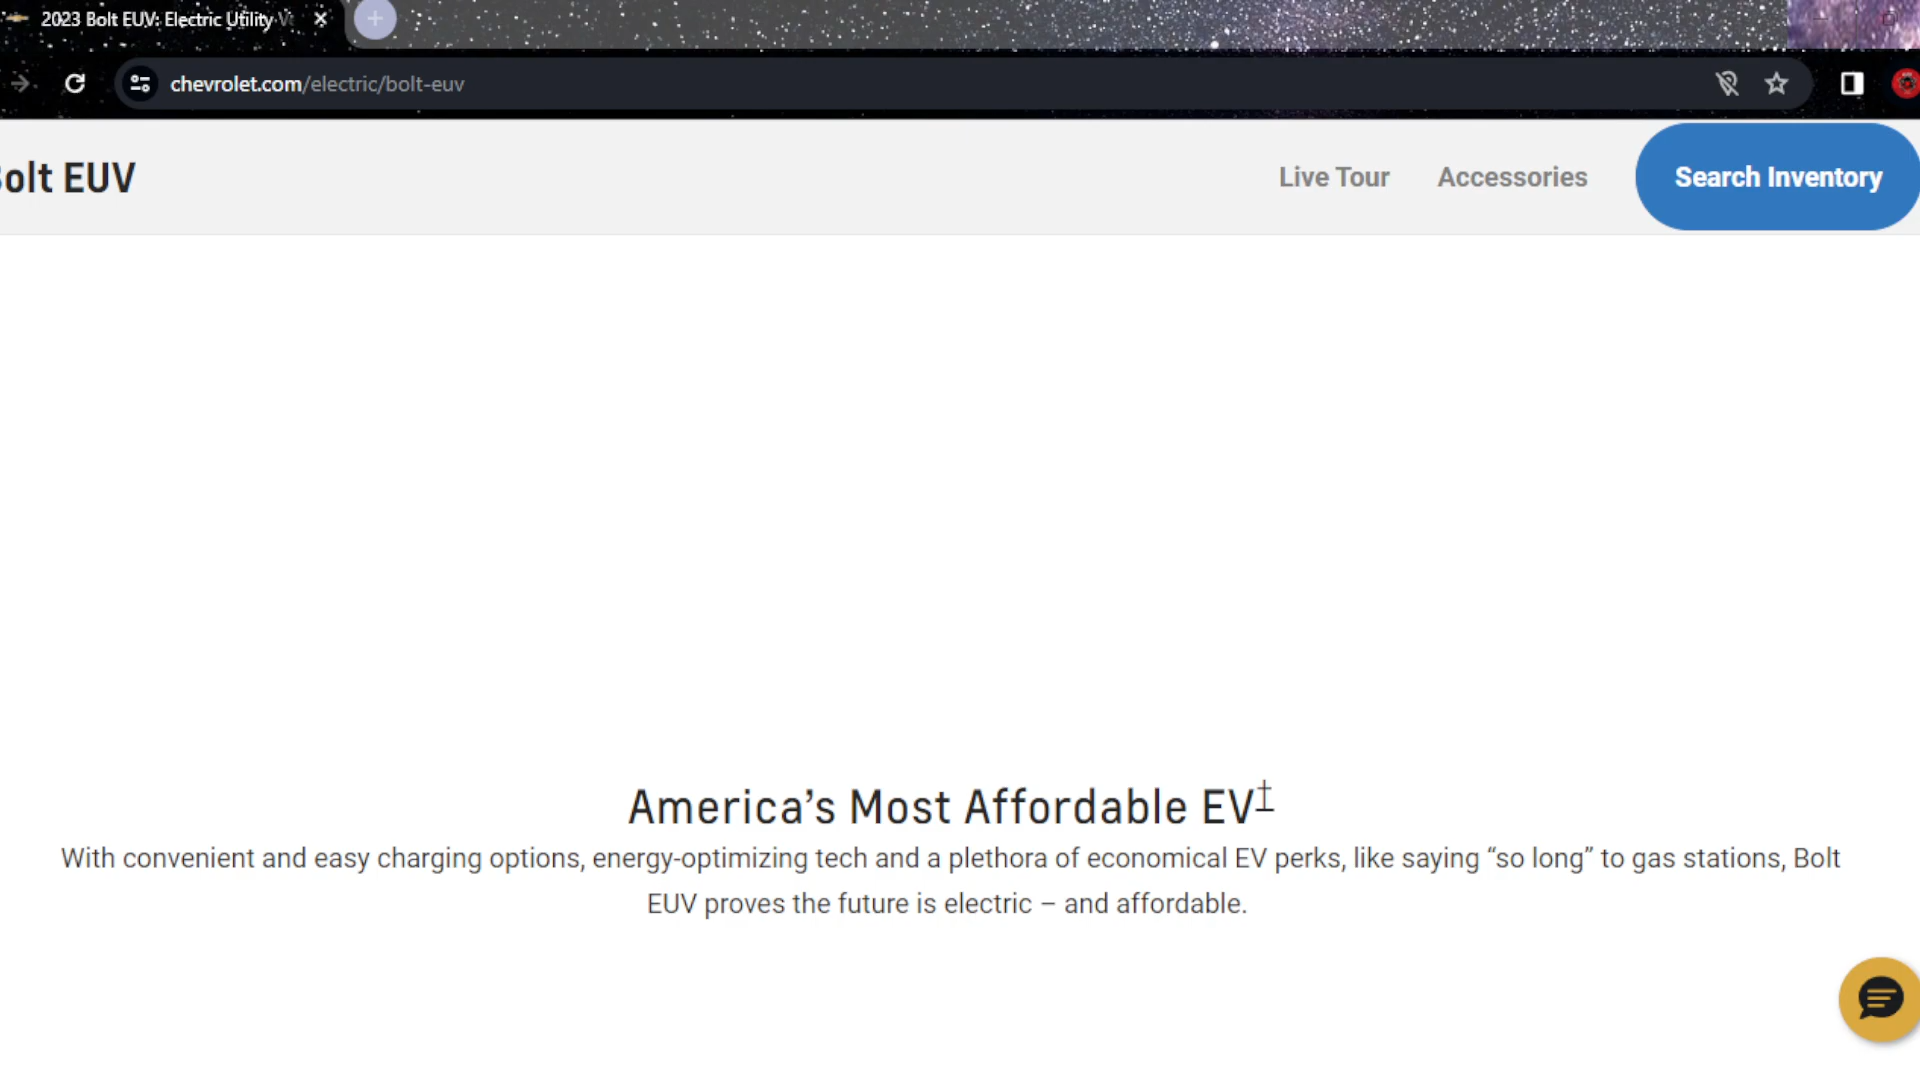 2023 Bolt EUV: Electric Utility
chevrolet.com/electric/bolt-euv
olt EUV
Live Tour
Accessories
Search Inventory
America’s Most Affordable EV‡
With convenient and easy charging options, energy-optimizing tech and a plethora of economical EV perks, like saying “so long” to gas stations, Bolt
EUV proves the future is electric – and affordable.